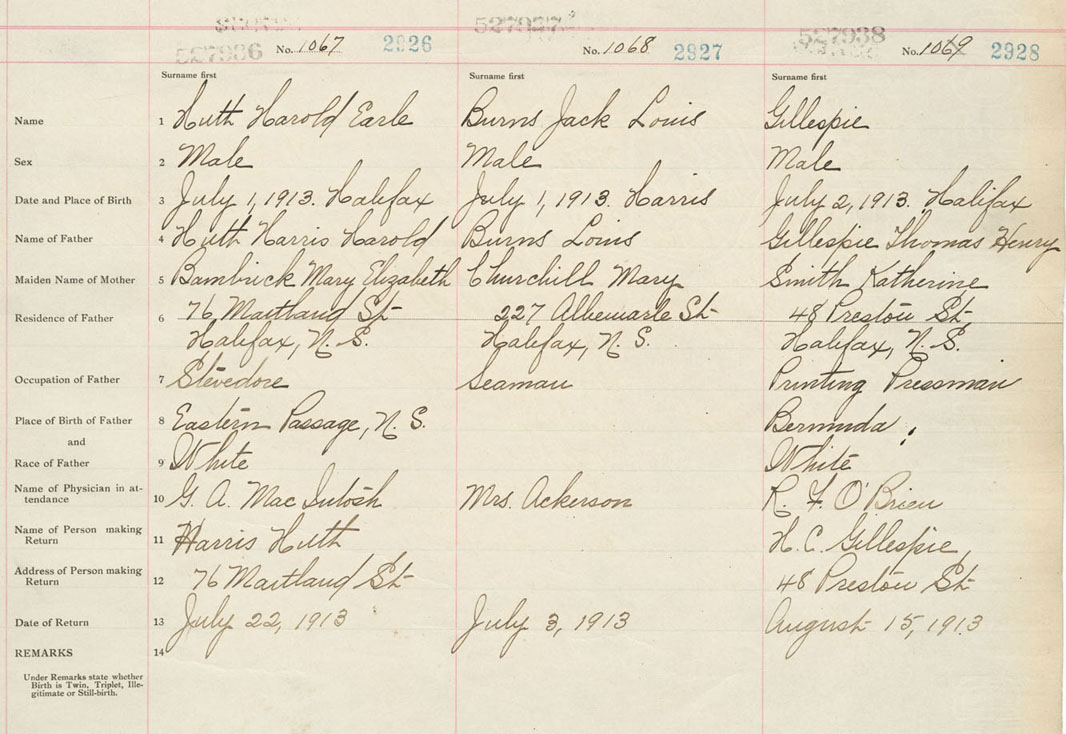 527936 No. 1067 2926 527937 No. 1068 2927 527938 No. 1069 2928
Surname first Surname first Surname first
Name 1 Huth Harold Earle Burns Jack Louis Gillespie
Sex 2 Male Male Male
Date and Place of Birth 3 July 1, 1913. Halifax July 1, 1913. Harris July 2, 1913. Halifax
Name of Father 4 Huth Harris Harold Burns Louis Gillespie Thomas Henry
Maiden Name of Mother 5 Bambrick Mary Elizabeth Churchill Mary Smith Katherine
Residence of Father 6 76 Maitland St 227 Albemarle St 48 Preston St,
Halifax, N. S. Halifax, N. S. Halifax, N. S.
Occupation of Father 7 Stevedore Seaman Printing Pressman
Place of Birth of Father 8 Eastern Passage, N. S. Bermuda,
and
Race of Father 9 White White
Name of Physician in at-
tendance 10 G. A. MacIntosh Mrs. Ackerson R. F. O'Brien
Name of Person making
Return 11 Harris Huth H. C. Gillespie,
Address of Person making
Return 12 76 Maitland St 48 Preston St
Date of Return 13 July 22, 1913 July 3, 1913 August 15, 1913
REMARKS 14
Under Remarks state whether
Birth is Twin, Triplet, Ille-
gitimate or Still-birth.